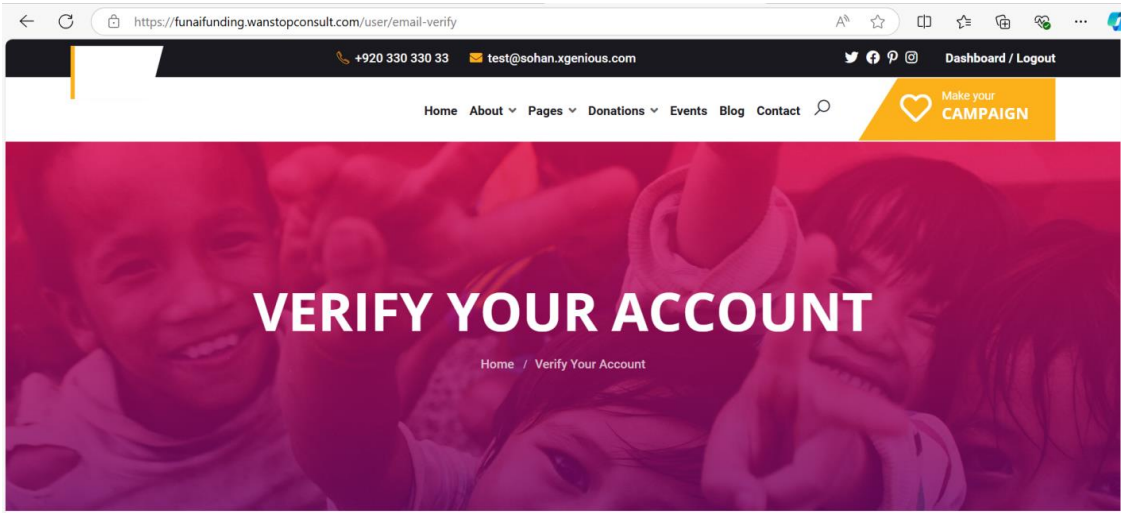 https://funaifunding.wanstopconsult.com/user/email-verify
+920 330 330 33 test@sohan.xgenious.com Dashboard / Logout
Home About Pages Donations Events Blog Contact
Make your
CAMPAIGN
VERIFY YOUR ACCOUNT
Home / Verify Your Account